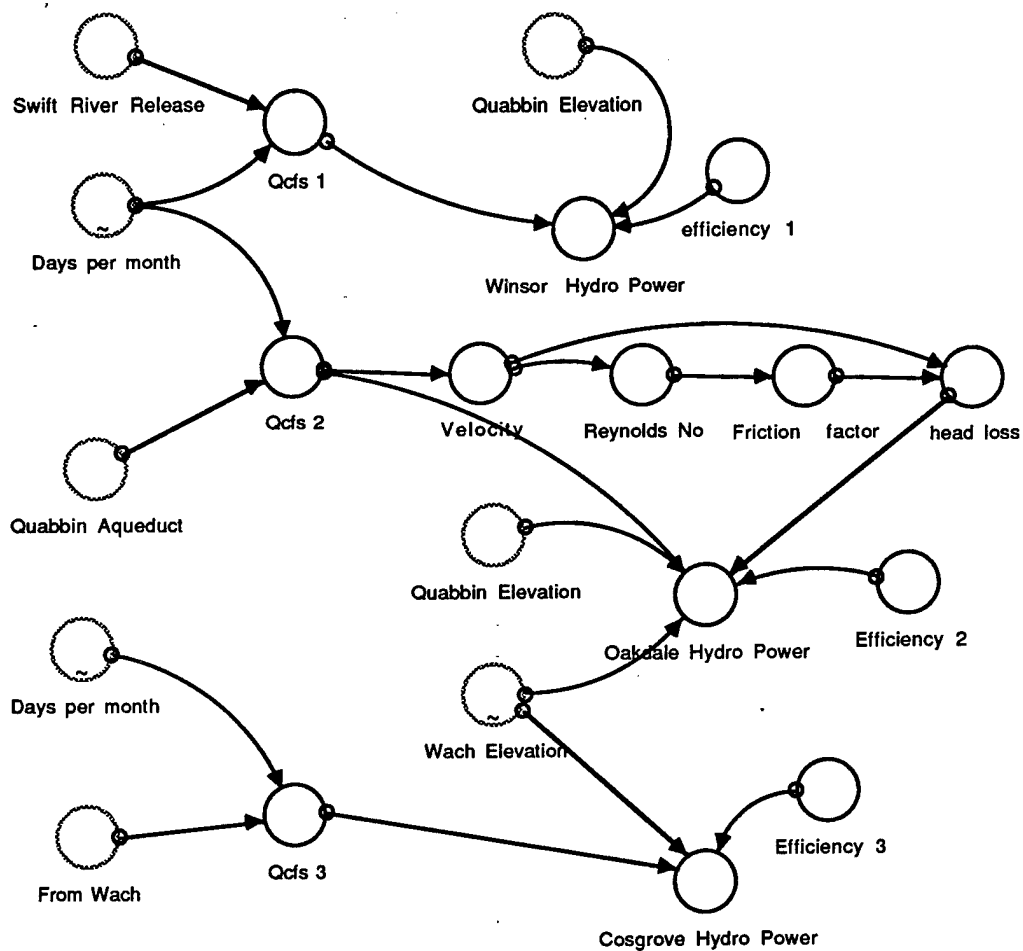 Swift River Release
Quabbin Elevation
Qcfs 1
efficiency 1
~
Days per month
Winsor Hydro Power
Qcfs 2
Velocity
Reynolds No
Friction factor
head loss
Quabbin Aqueduct
Quabbin Elevation
Efficiency 2
Oakdale Hydro Power
~
Days per month
~
Wach Elevation
Efficiency 3
Qcfs 3
From Wach
Cosgrove Hydro Power